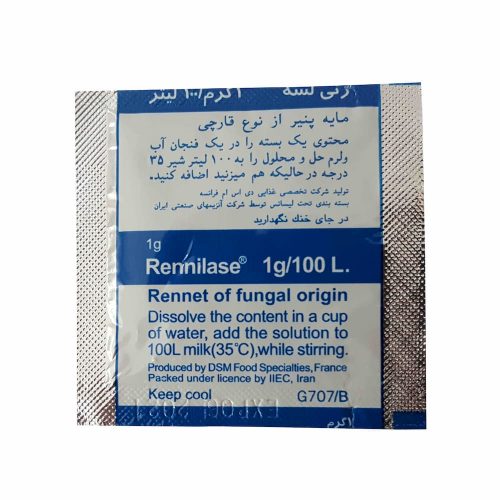 رنی لسه ۱گرم/۱۰۰ لیتر
مایه پنیر از نوع قارچی
محتوی یک بسته را در یک فنجان آب
ولرم حل و محلول را به ۱۰۰ لیتر شیر ۳۵
درجه در حالیکه هم میزنید اضافه کنید.
تولید شرکت تخصصی غذایی دی اس ام فرانسه
بسته بندی تحت لیسانس توسط شرکت آنزیمهای صنعتی ایران
در جای خنك نگهدارید
1g
Rennilase® 1g/100 L.
Rennet of fungal origin
Dissolve the content in a cup
of water, add the solution to
100L milk(35℃),while stirring.
Produced by DSM Food Specialties, France
Packed under licence by IIEC, Iran
Keep cool G707/B
۱گرم